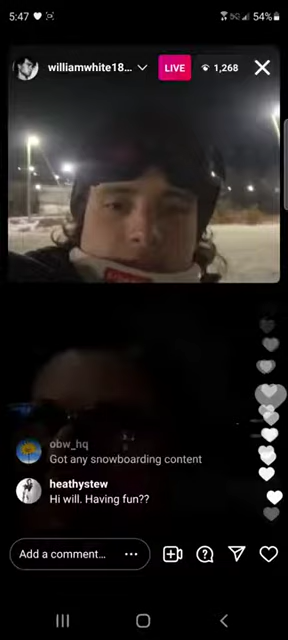 5:47
54%
williamwhite18...
LIVE
1,268
obw_hq
Got any snowboarding content
heathystew
Hi will. Having fun??
Add a comment...